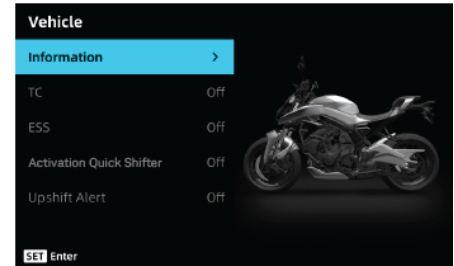 Vehicle
Information >
TC Off
ESS Off
Activation Quick Shifter Off
Upshift Alert Off
SET Enter